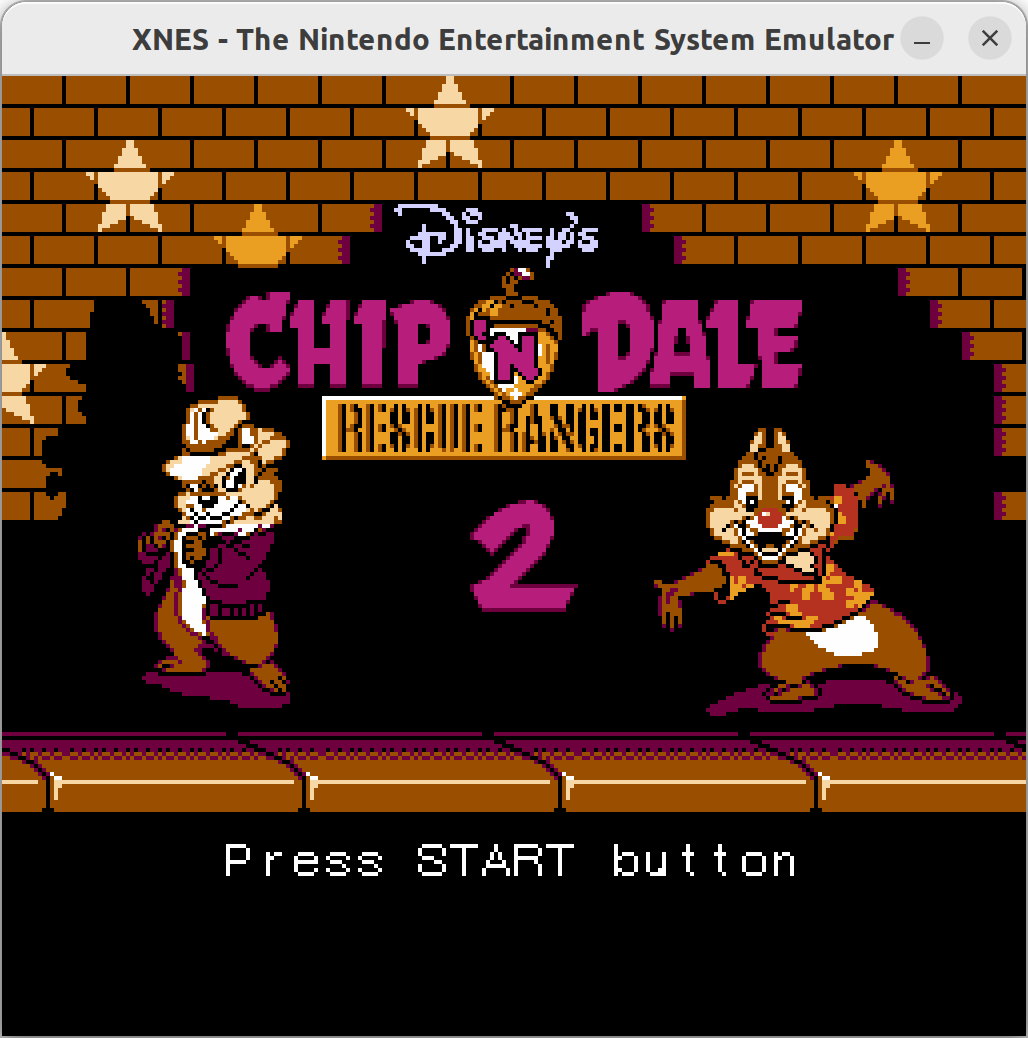 XNES - The Nintendo Entertainment System Emulator
Disney's
CHIP 'N DALE
RESCUE RANGERS
2
Press START button